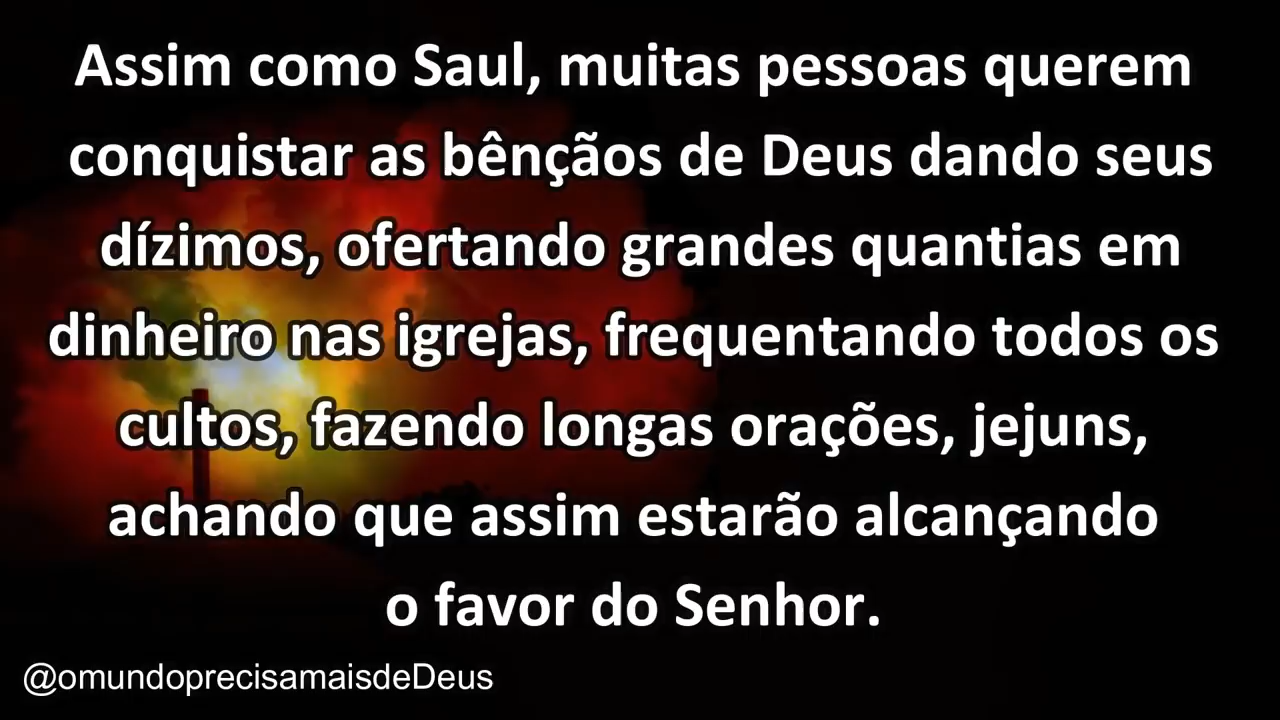 Assim como Saul, muitas pessoas querem
conquistar as bênçãos de Deus dando seus
dízimos, ofertando grandes quantias em
dinheiro nas igrejas, frequentando todos os
cultos, fazendo longas orações, jejuns,
achando que assim estarão alcançando
o favor do Senhor.
@omundoprecisamaisdeDeus